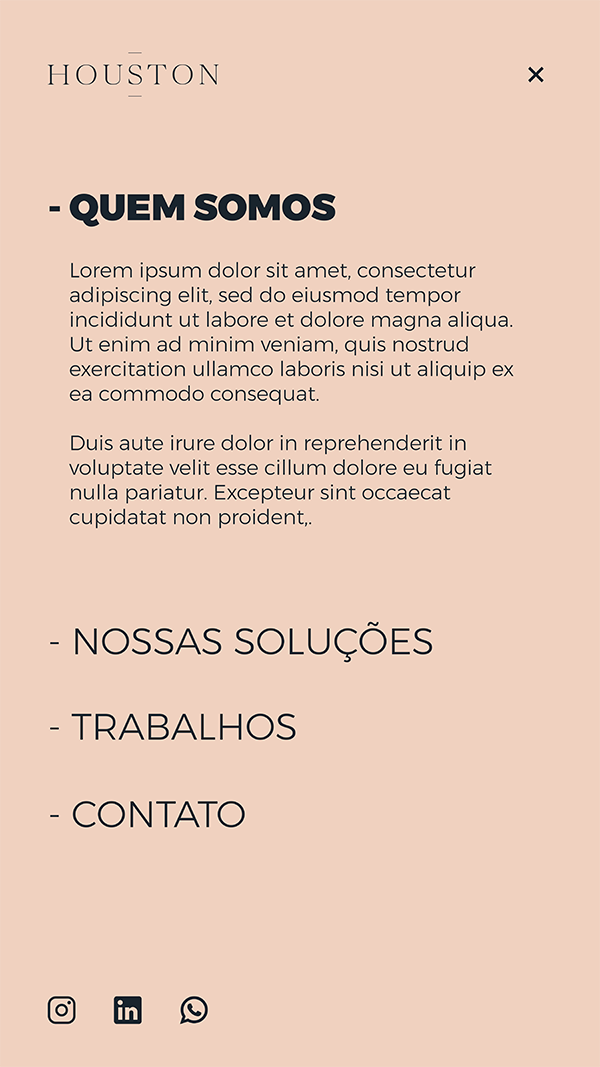 HOUSTON
- QUEM SOMOS
Lorem ipsum dolor sit amet, consectetur
adipiscing elit, sed do eiusmod tempor
incididunt ut labore et dolore magna aliqua.
Ut enim ad minim veniam, quis nostrud
exercitation ullamco laboris nisi ut aliquip ex
ea commodo consequat.
Duis aute irure dolor in reprehenderit in
voluptate velit esse cillum dolore eu fugiat
nulla pariatur. Excepteur sint occaecat
cupidatat non proident,.
- NOSSAS SOLUÇÕES
- TRABALHOS
- CONTATO
in